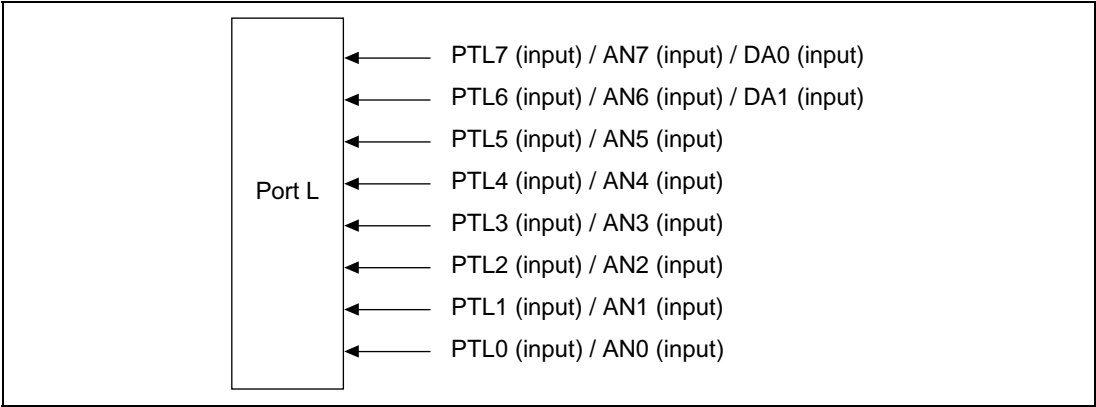 PTL7 (input) / AN7 (input) / DA0 (input)
PTL6 (input) / AN6 (input) / DA1 (input)
PTL5 (input) / AN5 (input)
Port L
PTL4 (input) / AN4 (input)
PTL3 (input) / AN3 (input)
PTL2 (input) / AN2 (input)
PTL1 (input) / AN1 (input)
PTL0 (input) / AN0 (input)